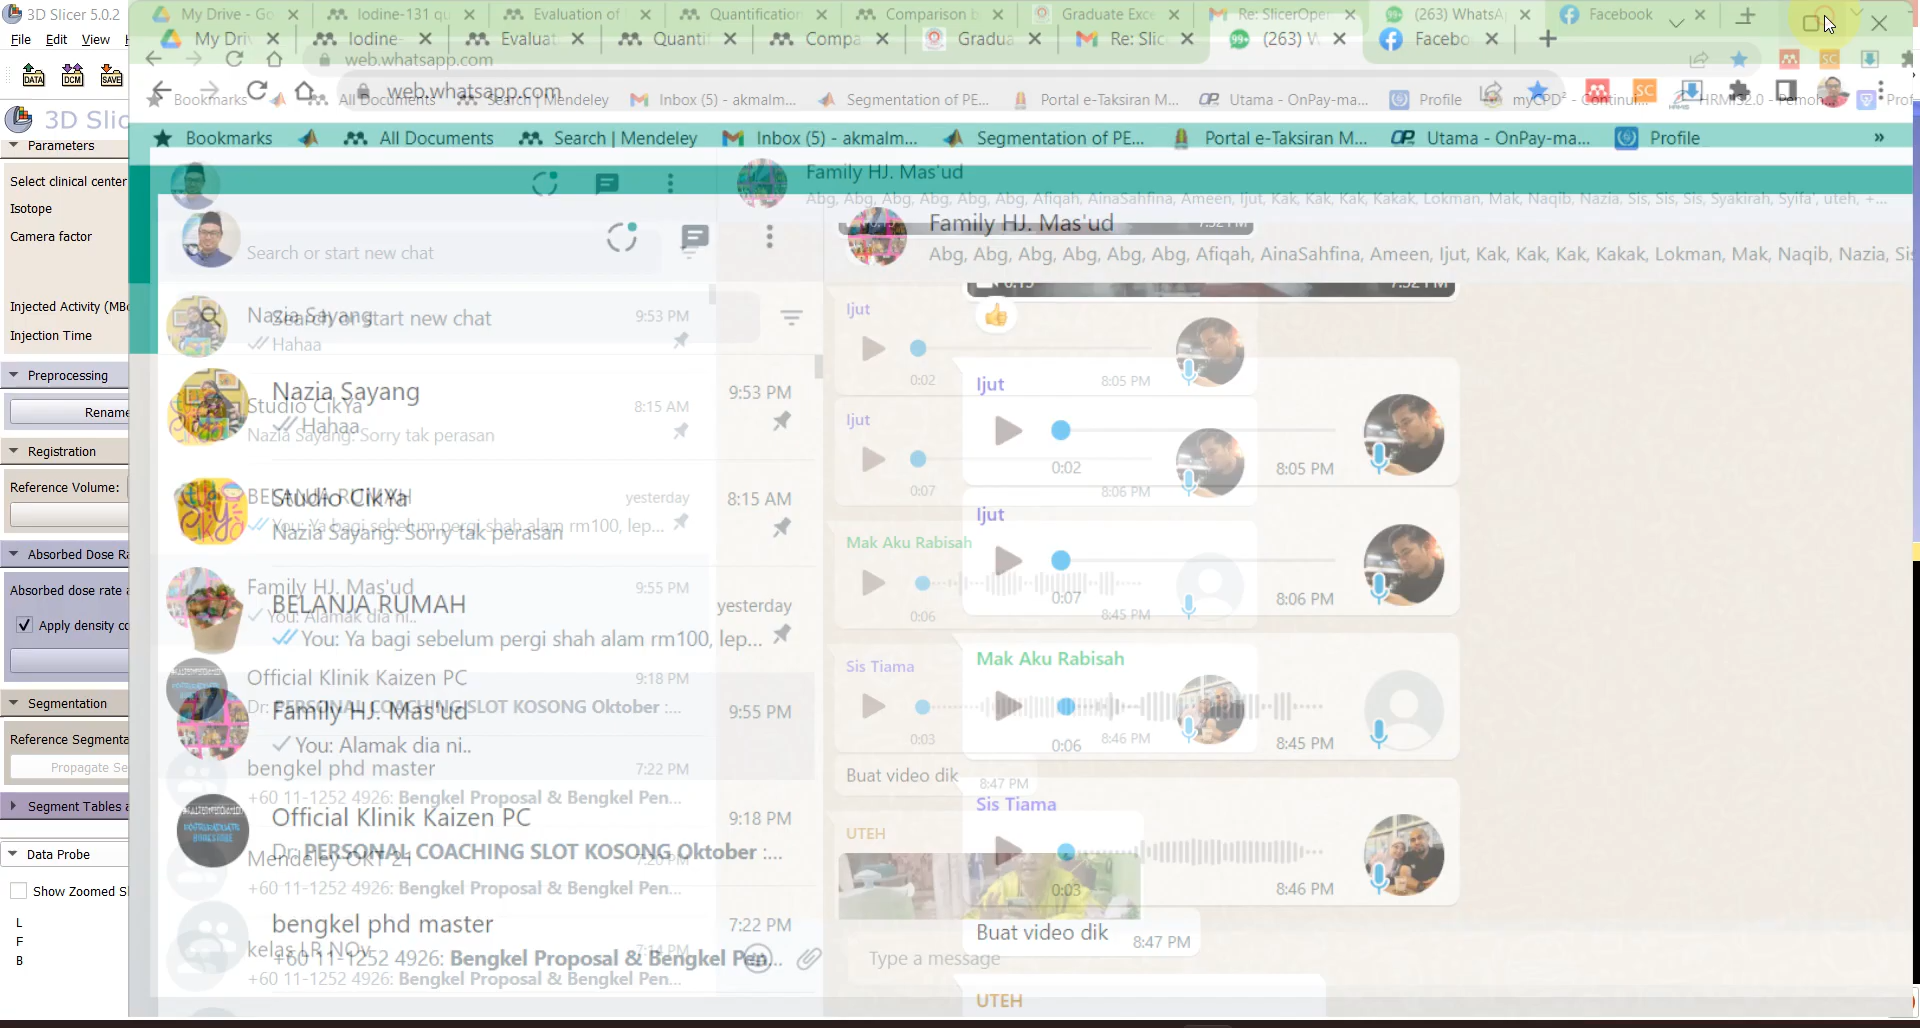 3D Slicer 5.0.2
File Edit View
DATA DCM SAVE
3D Slic
Parameters
Select clinical center
Isotope
Camera factor
Injected Activity (MB
Injection Time
Preprocessing
Rename
Registration
Reference Volume:
Absorbed Dose Ra
Absorbed dose rate a
Apply density co
Segmentation
Reference Segmenta
Propagate Se
Segment Tables a
Data Probe
Show Zoomed Sl
L
F
B
My Drive - Go Iodine-131 qu Evaluation of Quantification Comparison b Graduate Exce Re: SlicerOpe (263) WhatsA Facebook
My Driv Iodine- Evaluat Quantif Compa Gradua Re: Slic (263) W Facebo
web.whatsapp.com
web.whatsapp.com
Bookmarks All Documents Search | Mendeley Inbox (5) - akmalm... Segmentation of PE... Portal e-Taksiran M... Utama - OnPay-ma... Profile myCPD² - Continui... HRMIS2.0 - Pemoh... Prof
Bookmarks All Documents Search | Mendeley Inbox (5) - akmalm... Segmentation of PE... Portal e-Taksiran M... Utama - OnPay-ma... Profile »
Family HJ. Mas'ud
Abg, Abg, Abg, Abg, Abg, Abg, Afiqah, AinaSahfina, Ameen, Ijut, Kak, Kak, Kak, Kakak, Lokman, Mak, Naqib, Nazia, Sis, Sis, Sis, Syakirah, Syifa', uteh, +...
Family HJ. Mas'ud
Abg, Abg, Abg, Abg, Abg, Abg, Afiqah, AinaSahfina, Ameen, Ijut, Kak, Kak, Kak, Kakak, Lokman, Mak, Naqib, Nazia, Sis
Search or start new chat
Search or start new chat
Nazia Sayang 9:53 PM
Hahaa
Nazia Sayang 9:53 PM
Hahaa
Studio CikYa 8:15 AM
Nazia Sayang: Sorry tak perasan
Studio CikYa 8:15 AM
Nazia Sayang: Sorry tak perasan
BELANJA RUMAH yesterday
You: Ya bagi sebelum pergi shah alam rm100, lep...
BELANJA RUMAH yesterday
You: Ya bagi sebelum pergi shah alam rm100, lep...
Family HJ. Mas'ud 9:55 PM
You: Alamak dia ni..
Family HJ. Mas'ud 9:55 PM
You: Alamak dia ni..
Official Klinik Kaizen PC 9:18 PM
Dr: PERSONAL COACHING SLOT KOSONG Oktober :...
Official Klinik Kaizen PC 9:18 PM
Dr: PERSONAL COACHING SLOT KOSONG Oktober :...
bengkel phd master 7:22 PM
+60 11-1252 4926: Bengkel Proposal & Bengkel Pen...
bengkel phd master 7:22 PM
+60 11-1252 4926: Bengkel Proposal & Bengkel Pen...
Mendeley OKT 21
+60 11-1252 4926: Bengkel Proposal & Bengkel Pen...
kelas LR NOv 7:14 PM
+60 11-1252 4926: Bengkel Proposal & Bengkel Pen...
7:52 PM
0:15 7:52 PM
Ijut
0:02 8:05 PM
Ijut
0:02 8:05 PM
Ijut
0:07 8:06 PM
Ijut
0:07 8:06 PM
Mak Aku Rabisah
0:06 8:45 PM
Mak Aku Rabisah
0:06 8:45 PM
Sis Tiama
0:03 8:46 PM
Sis Tiama
0:03 8:46 PM
Buat video dik 8:47 PM
Buat video dik 8:47 PM
UTEH
UTEH
Type a message